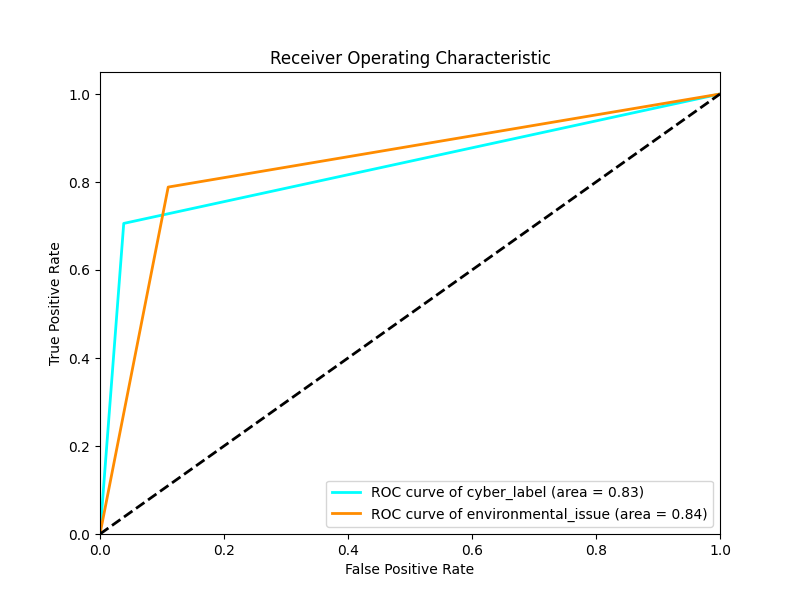 Receiver Operating Characteristic
True Positive Rate
1.0
0.8
0.6
0.4
0.2
0.0
ROC curve of cyber_label (area = 0.83)
ROC curve of environmental_issue (area = 0.84)
0.0 0.2 0.4 0.6 0.8 1.0
False Positive Rate